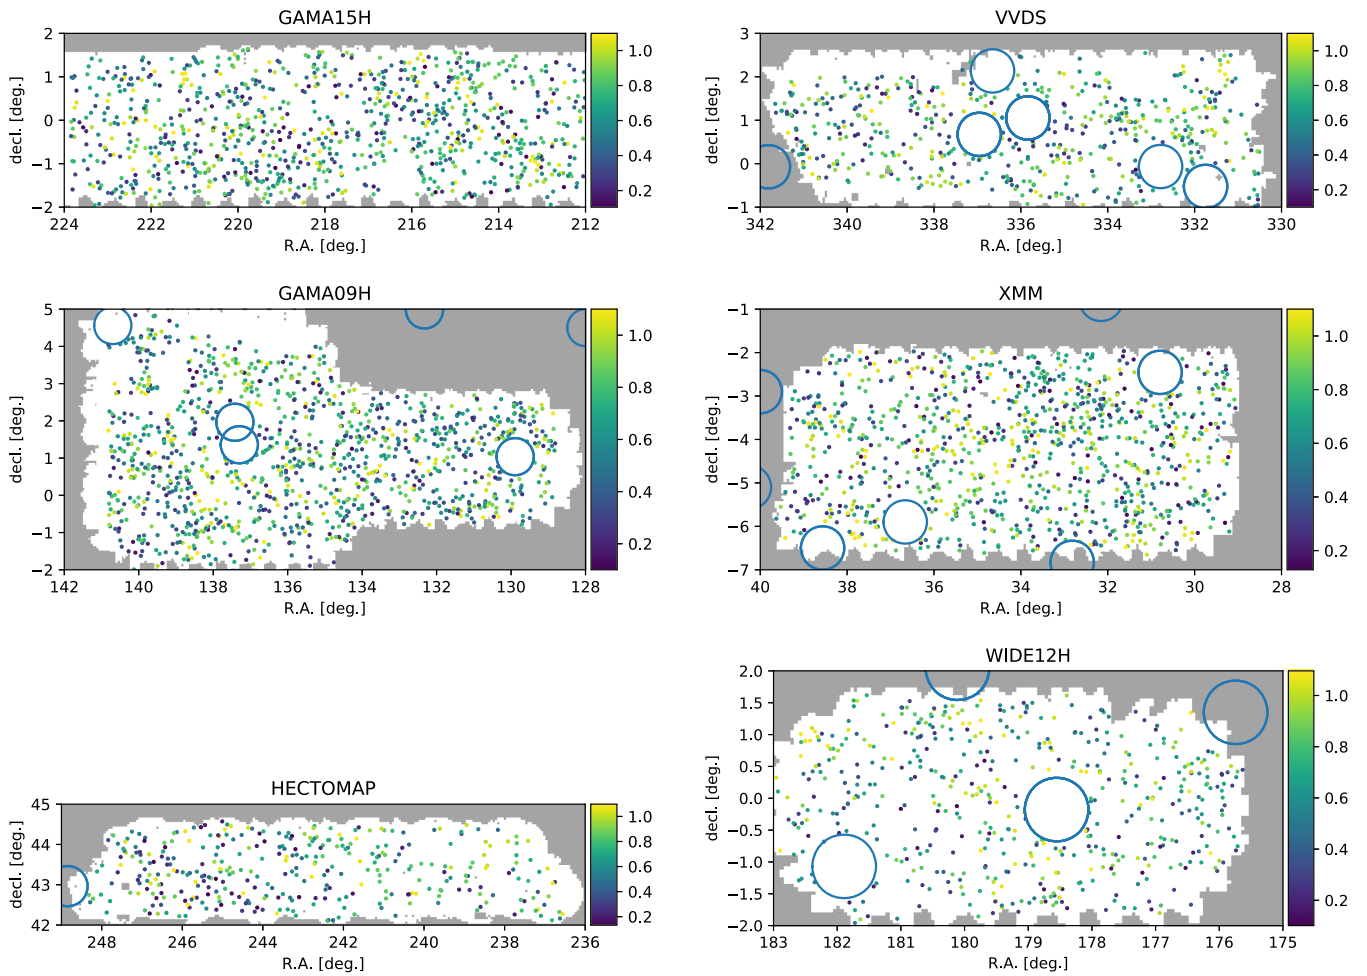 GAMA15H
2
1
0
−1
−2
decl. [deg.]
224 222 220 218 216 214 212
R.A. [deg.]
1.0
0.8
0.6
0.4
0.2
VVDS
3
2
1
0
−1
decl. [deg.]
342 340 338 336 334 332 330
R.A. [deg.]
1.0
0.8
0.6
0.4
0.2
GAMA09H
5
4
3
2
1
0
−1
−2
decl. [deg.]
142 140 138 136 134 132 130 128
R.A. [deg.]
1.0
0.8
0.6
0.4
0.2
XMM
−1
−2
−3
−4
−5
−6
−7
decl. [deg.]
40 38 36 34 32 30 28
R.A. [deg.]
1.0
0.8
0.6
0.4
0.2
HECTOMAP
45
44
43
42
decl. [deg.]
248 246 244 242 240 238 236
R.A. [deg.]
1.0
0.8
0.6
0.4
0.2
WIDE12H
2.0
1.5
1.0
0.5
0.0
−0.5
−1.0
−1.5
−2.0
decl. [deg.]
183 182 181 180 179 178 177 176 175
R.A. [deg.]
1.0
0.8
0.6
0.4
0.2